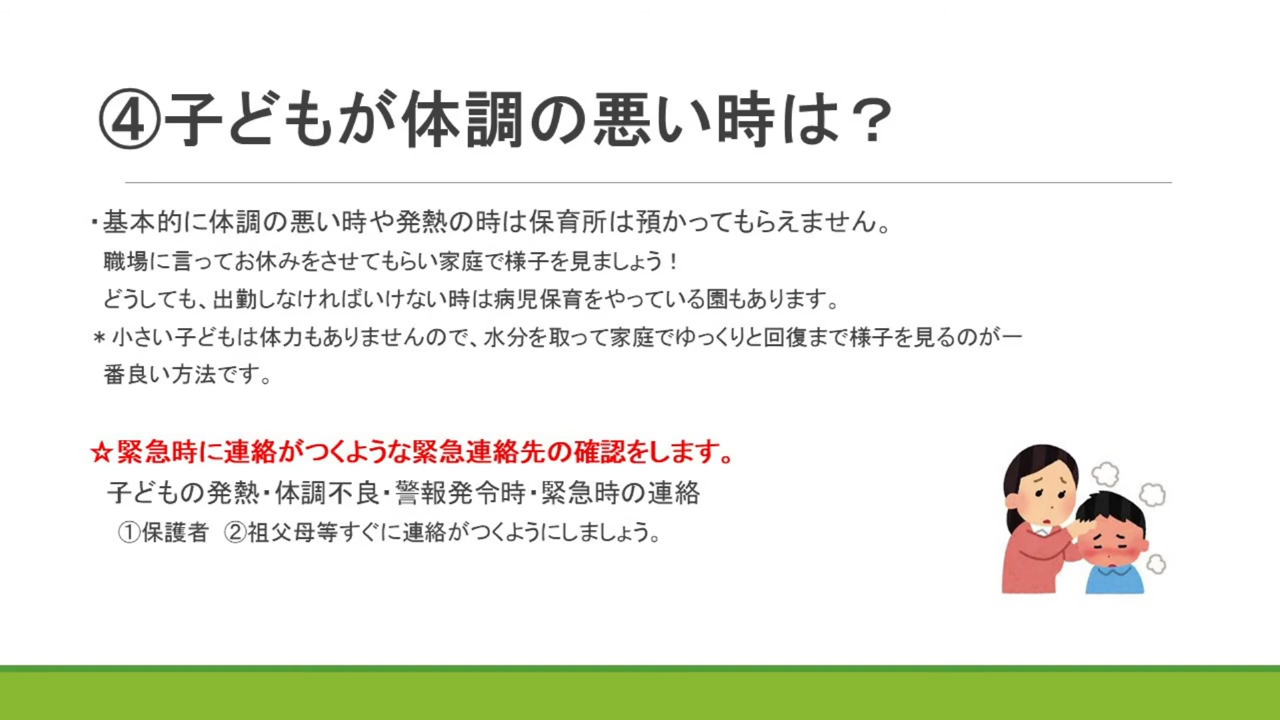 ④子どもが体調の悪い時は？
・基本的に体調の悪い時や発熱の時は保育所は預かってもらえません。
職場に言ってお休みをさせてもらい家庭で様子を見ましょう！
どうしても、出勤しなければいけない時は病児保育をやっている園もあります。
＊小さい子どもは体力もありませんので、水分を取って家庭でゆっくりと回復まで様子を見るのが一
番良い方法です。
☆緊急時に連絡がつくような緊急連絡先の確認をします。
子どもの発熱・体調不良・警報発令時・緊急時の連絡
①保護者　②祖父母等すぐに連絡がつくようにしましょう。